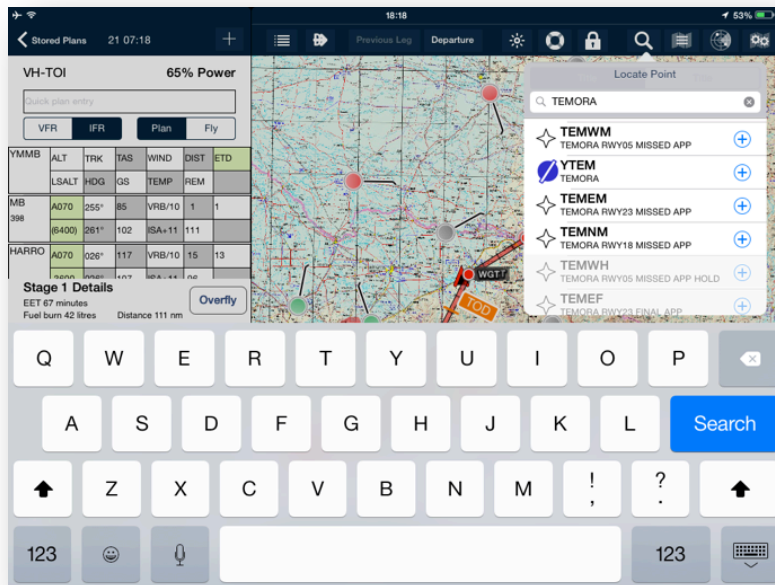 18:18
53%
Stored Plans 21 07:18 +
Previous Leg Departure
VH-TOI 65% Power
Quick plan entry
VFR IFR Plan Fly
YMMB ALT TRK TAS WIND DIST ETD
LSALT HDG GS TEMP REM
MB A070 255° 85 VRB/10 1 1
398 (6400) 261° 102 ISA+11 111
HARRO A070 026° 117 VRB/10 15 13
Stage 1 Details
EET 67 minutes
Fuel burn 42 litres Distance 111 nm
Overfly
WGTT
TOD
Locate Point
TEMORA
TEMWM
TEMORA RWY05 MISSED APP
YTEM
TEMORA
TEMEM
TEMORA RWY23 MISSED APP
TEMNM
TEMORA RWY18 MISSED APP
TEMWH
TEMORA RWY05 MISSED APP HOLD
TEMEF
TEMORA RWY23 FINAL APP
Q W E R T Y U I O P
A S D F G H J K L Search
Z X C V B N M ! , ? .
123 123